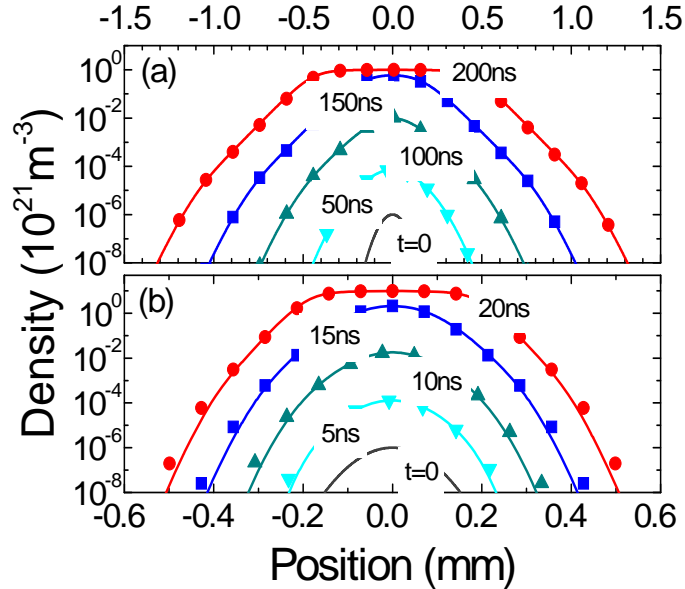 -1.5 -1.0 -0.5 0.0 0.5 1.0 1.5
(a)
10^0
10^-2
10^-4
10^-6
10^-8
200ns
150ns
100ns
50ns
t=0
Density (10^21 m^-3)
(b)
10^0
10^-2
10^-4
10^-6
10^-8
20ns
15ns
10ns
5ns
t=0
-0.6 -0.4 -0.2 0.0 0.2 0.4 0.6
Position (mm)